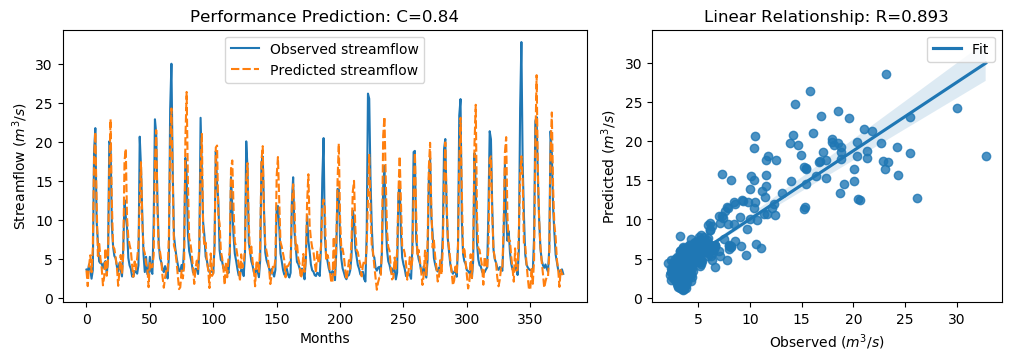 Performance Prediction: C=0.84
Observed streamflow
Predicted streamflow
Streamflow (m³/s)
30
25
20
15
10
5
0
0 50 100 150 200 250 300 350
Months
Linear Relationship: R=0.893
Fit
Predicted (m³/s)
30
25
20
15
10
5
0
5 10 15 20 25 30
Observed (m³/s)